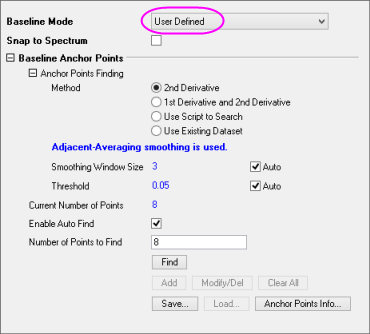 Baseline Mode User Defined
Snap to Spectrum
Baseline Anchor Points
Anchor Points Finding
Method 2nd Derivative
1st Derivative and 2nd Derivative
Use Script to Search
Use Existing Dataset
Adjacent-Averaging smoothing is used.
Smoothing Window Size 3 Auto
Threshold 0.05 Auto
Current Number of Points 8
Enable Auto Find
Number of Points to Find 8
Find
Add Modify/Del Clear All
Save... Load... Anchor Points Info...